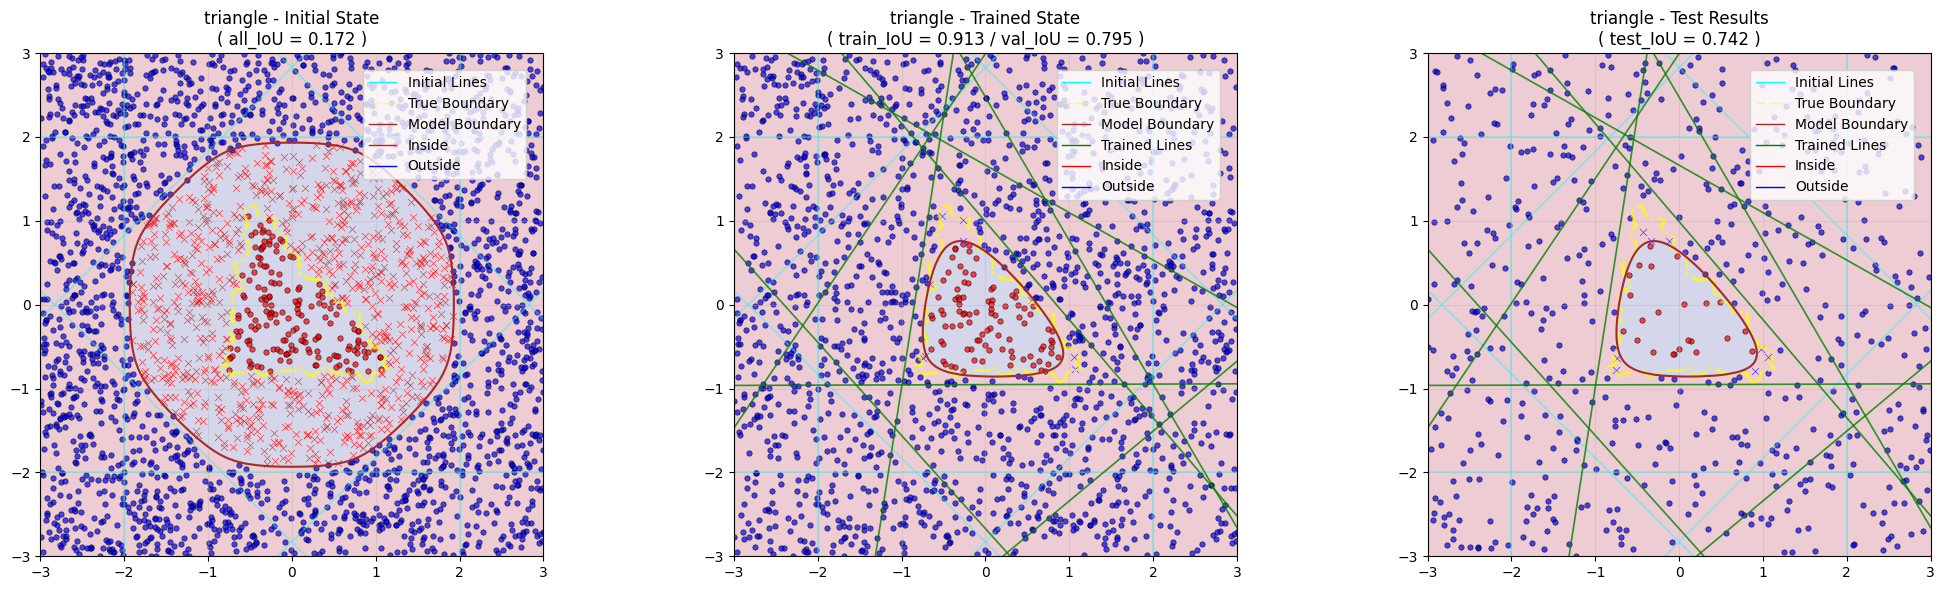 triangle - Initial State
( all_IoU = 0.172 )
Initial Lines
True Boundary
Model Boundary
Inside
Outside
3
2
1
0
−1
−2
−3
−3
−2
−1
0
1
2
3
triangle - Trained State
( train_IoU = 0.913 / val_IoU = 0.795 )
Initial Lines
True Boundary
Model Boundary
Trained Lines
Inside
Outside
3
2
1
0
−1
−2
−3
−3
−2
−1
0
1
2
3
triangle - Test Results
( test_IoU = 0.742 )
Initial Lines
True Boundary
Model Boundary
Trained Lines
Inside
Outside
3
2
1
0
−1
−2
−3
−3
−2
−1
0
1
2
3